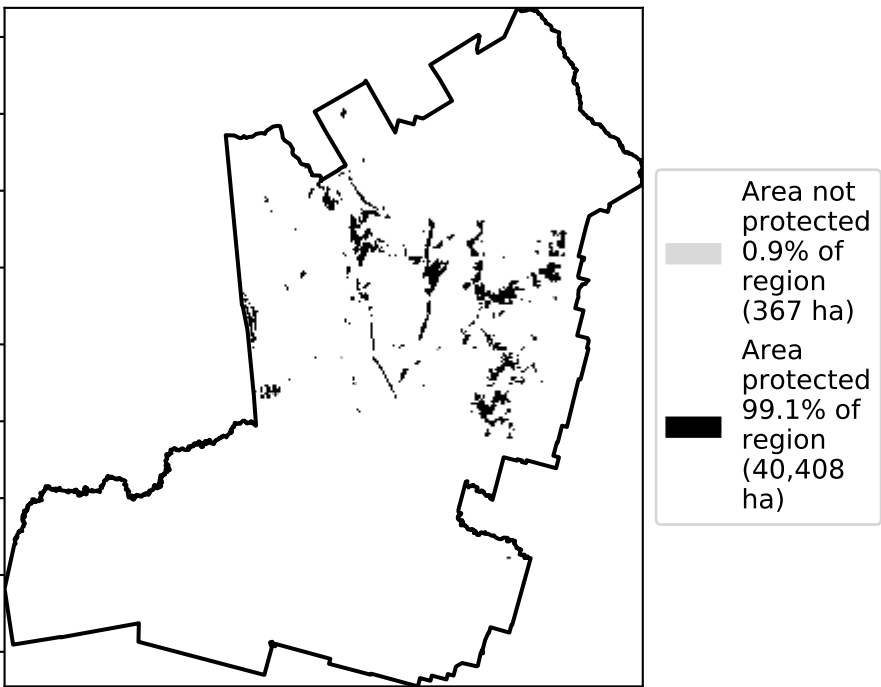 Area not
protected
0.9% of
region
(367 ha)
Area
protected
99.1% of
region
(40,408
ha)